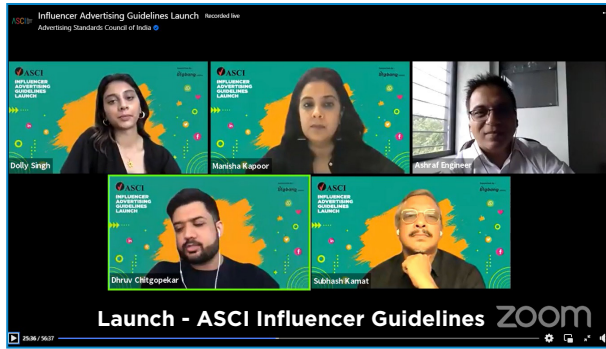 ASCI
Influencer Advertising Guidelines Launch Recorded live
Advertising Standards Council of India
ASCI
INFLUENCER
ADVERTISING
GUIDELINES
LAUNCH
Dolly Singh
ASCI
INFLUENCER
ADVERTISING
GUIDELINES
LAUNCH
Manisha Kapoor
Ashraf Engineer
ASCI
INFLUENCER
ADVERTISING
GUIDELINES
LAUNCH
Dhruv Chitgopekar
ASCI
INFLUENCER
ADVERTISING
GUIDELINES
LAUNCH
Subhash Kamat
Launch - ASCI Influencer Guidelines zoom
25:36 / 56:37